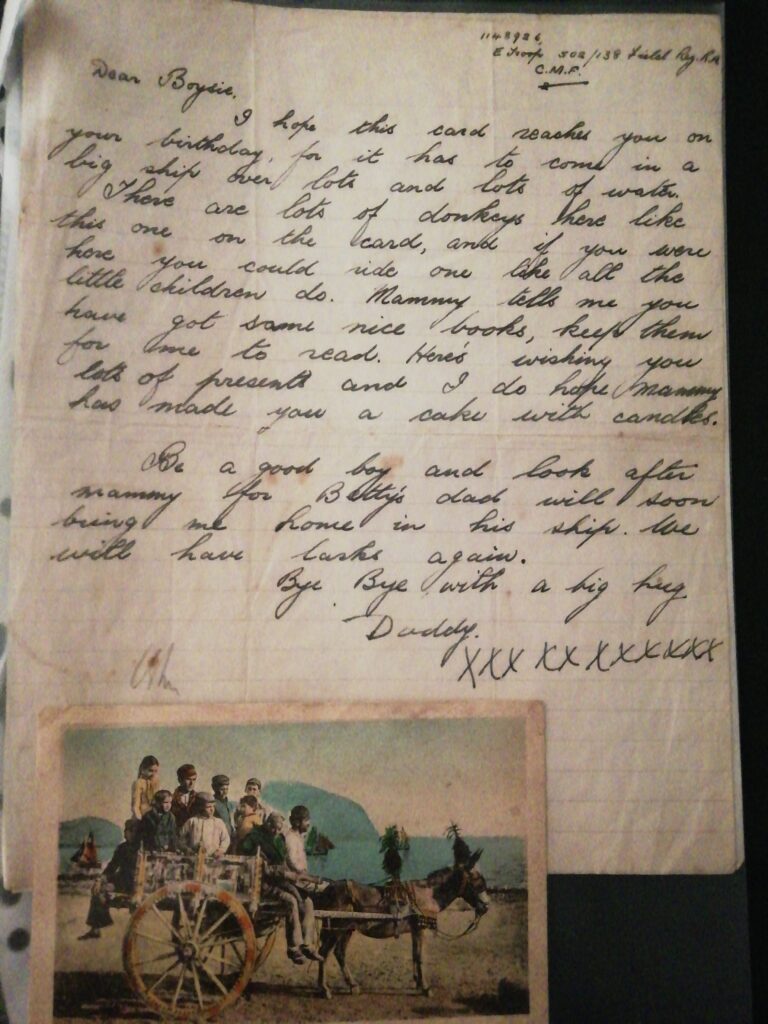 1148926,
E Troop 502/138 Field Reg. R.A
C.M.F.
Dear Boysie,
I hope this card reaches you on
your birthday, for it has to come in a
big ship over lots and lots of water.
There are lots of donkeys here like
this one on the card, and if you were
here you could ride one like all the
little children do. Mammy tells me you
have got some nice books, keep them
for me to read. Here's wishing you
lots of presents and I do hope Mammy
has made you a cake with candles.
Be a good boy and look after
mammy for Betty's dad will soon
bring me home in his ship. We
will have larks again.
Bye Bye with a big hug
Daddy.
XXX XX XXXXXXX